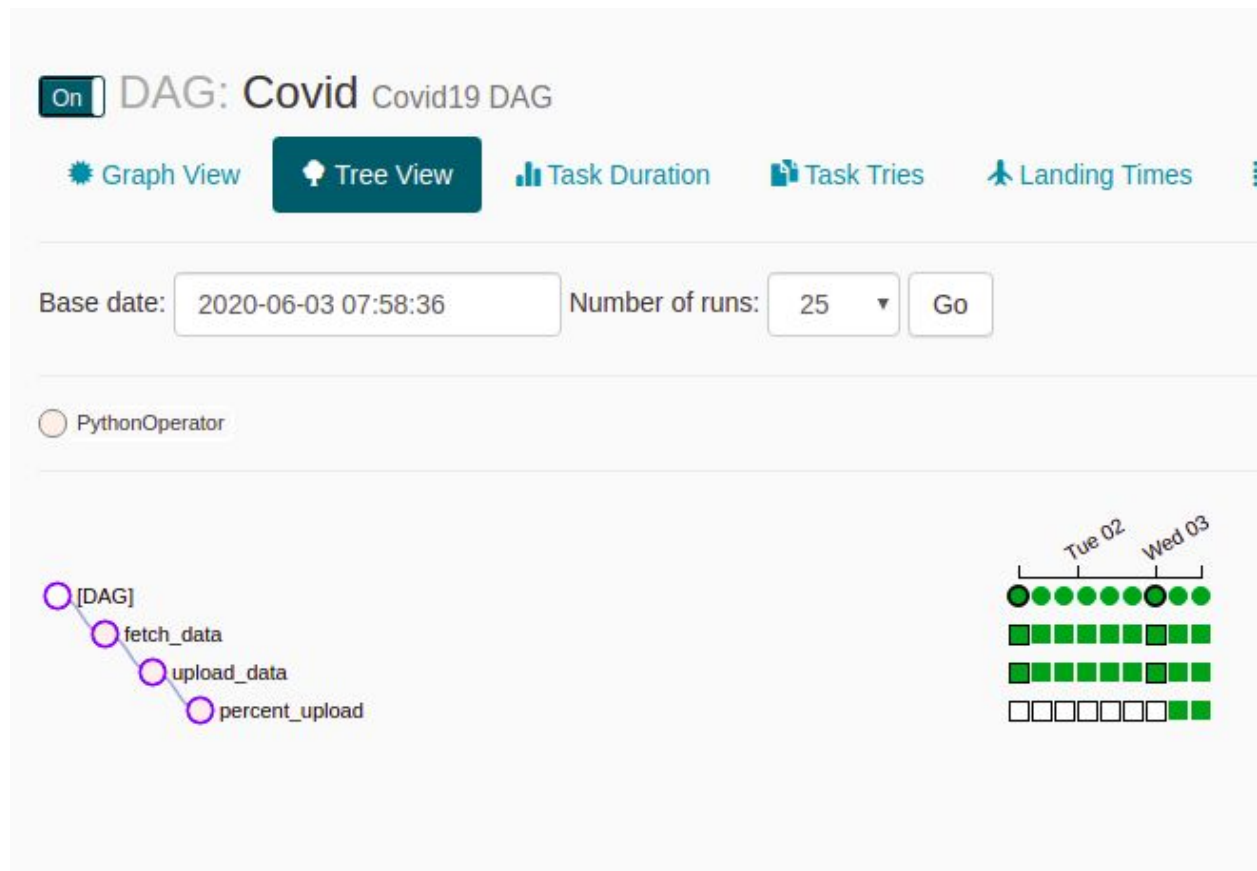 On DAG: Covid Covid19 DAG
Graph View Tree View Task Duration Task Tries Landing Times
Base date: 2020-06-03 07:58:36 Number of runs: 25 Go
PythonOperator
Tue 02 Wed 03
[DAG]
fetch_data
upload_data
percent_upload